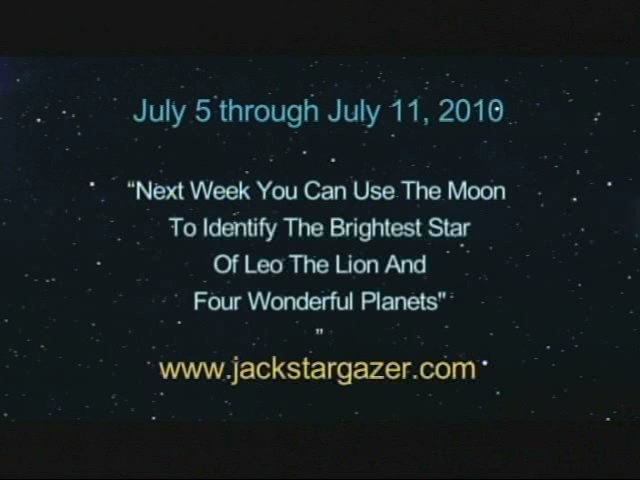 July 5 through July 11, 2010
“Next Week You Can Use The Moon
To Identify The Brightest Star
Of Leo The Lion And
Four Wonderful Planets"
”
www.jackstargazer.com